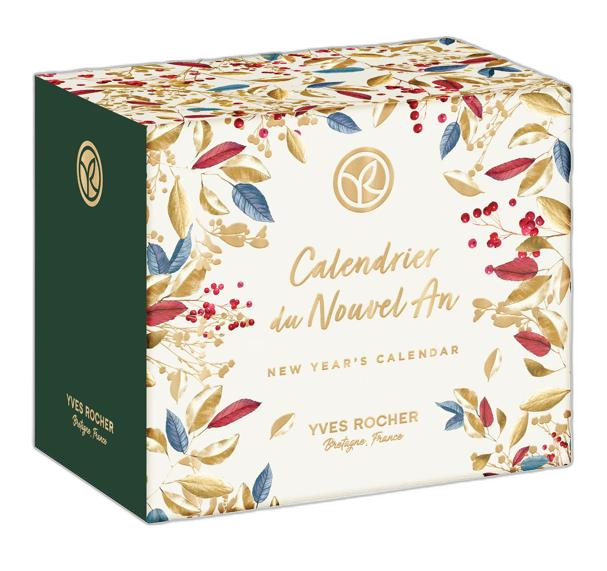 Calendrier
du Nouvel An
NEW YEAR'S CALENDAR
YVES ROCHER
Bretagne, France
YVES ROCHER
Bretagne, France